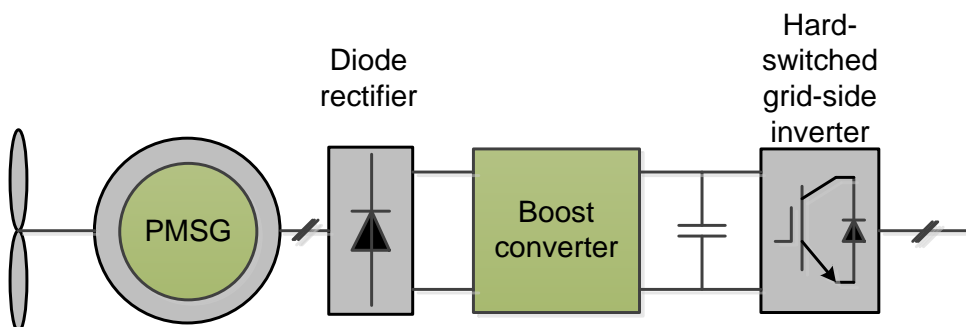 PMSG
Diode
rectifier
Boost
converter
Hard-
switched
grid-side
inverter